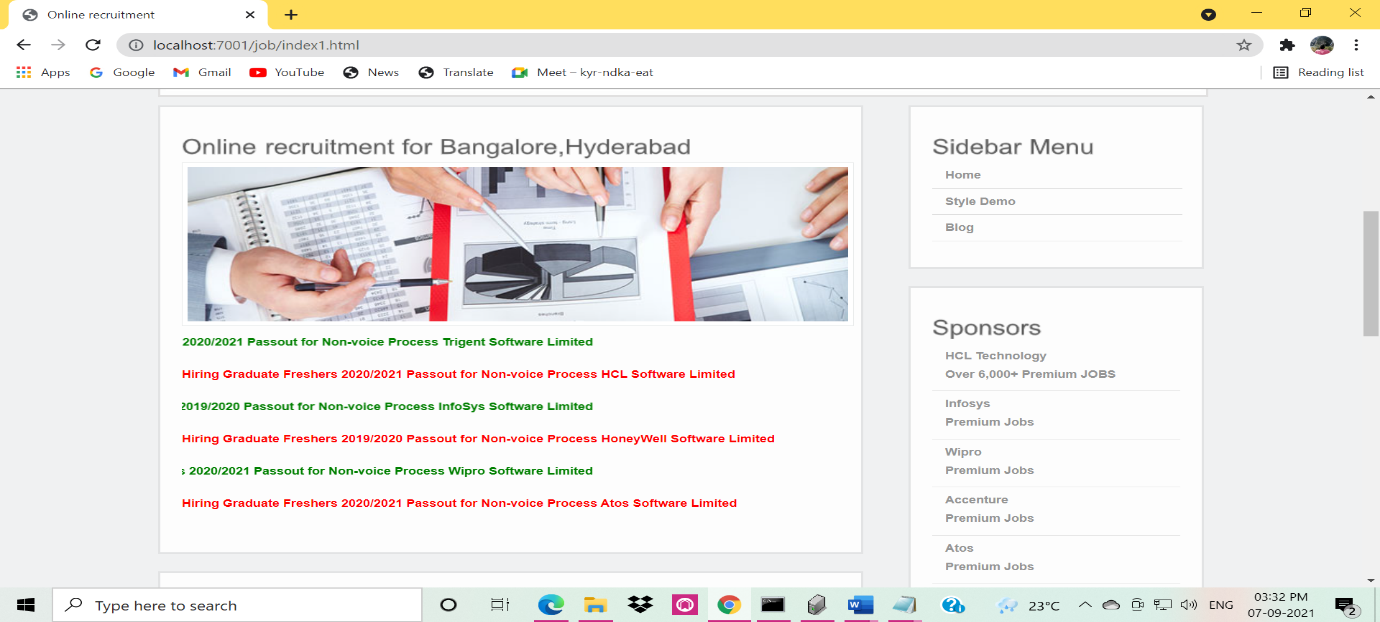 Online recruitment
localhost:7001/job/index1.html
Apps Google Gmail YouTube News Translate Meet – kyr-ndka-eat Reading list
Online recruitment for Bangalore,Hyderabad
2020/2021 Passout for Non-voice Process Trigent Software Limited
Hiring Graduate Freshers 2020/2021 Passout for Non-voice Process HCL Software Limited
2019/2020 Passout for Non-voice Process InfoSys Software Limited
Hiring Graduate Freshers 2019/2020 Passout for Non-voice Process HoneyWell Software Limited
s 2020/2021 Passout for Non-voice Process Wipro Software Limited
Hiring Graduate Freshers 2020/2021 Passout for Non-voice Process Atos Software Limited
Sidebar Menu
Home
Style Demo
Blog
Sponsors
HCL Technology
Over 6,000+ Premium JOBS
Infosys
Premium Jobs
Wipro
Premium Jobs
Accenture
Premium Jobs
Atos
Premium Jobs
Type here to search
23°C
ENG
03:32 PM
07-09-2021
2